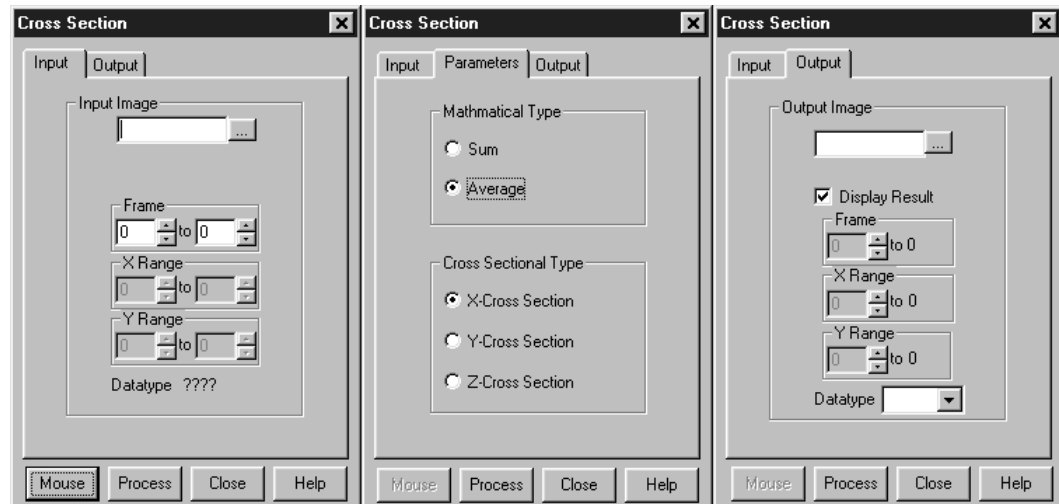 Cross Section
Input Output
Input Image
...
Frame
0 to 0
X Range
0 to 0
Y Range
0 to 0
Datatype ????
Mouse Process Close Help
Cross Section
Input Parameters Output
Mathmatical Type
Sum
Average
Cross Sectional Type
X-Cross Section
Y-Cross Section
Z-Cross Section
Mouse Process Close Help
Cross Section
Input Output
Output Image
...
Display Result
Frame
0 to 0
X Range
0 to 0
Y Range
0 to 0
Datatype
Mouse Process Close Help